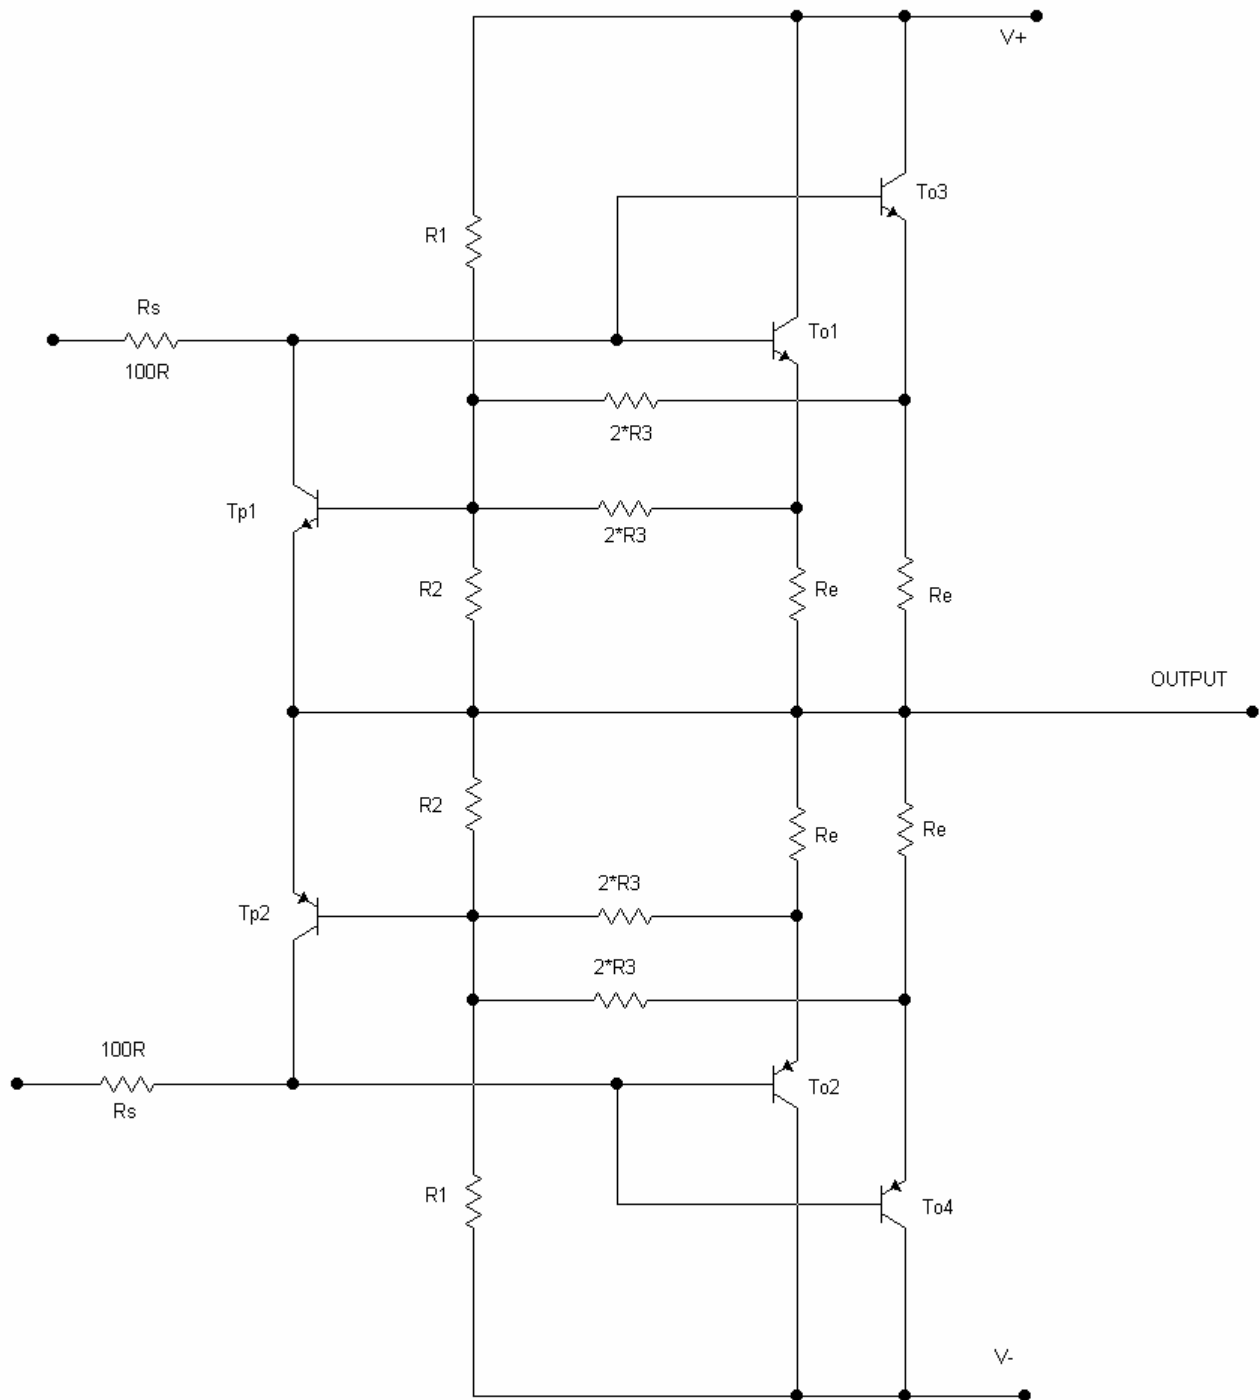 V+
To3
R1
Rs
To1
100R
2*R3
Tp1
2*R3
R2
Re
Re
OUTPUT
R2
Re
Re
2*R3
Tp2
2*R3
100R
Rs
To2
R1
To4
V-